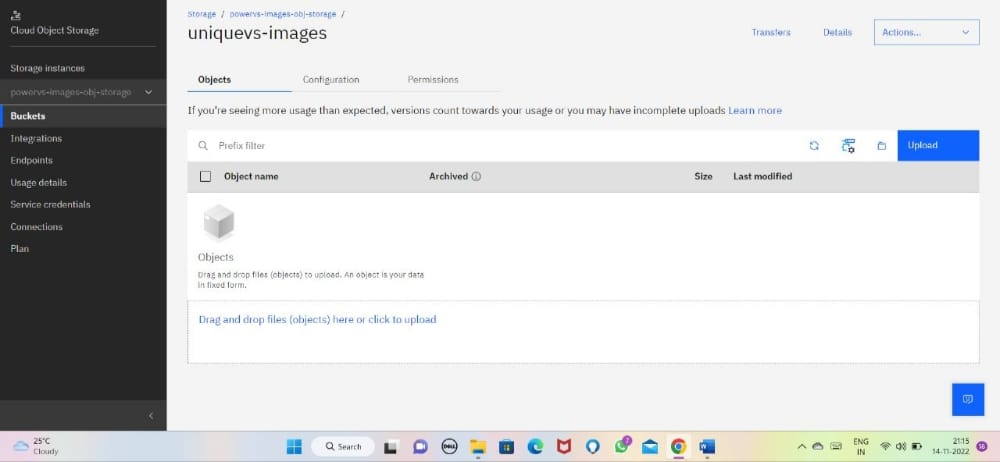 Cloud Object Storage
Storage instances
powervs-images-obj-storage
Buckets
Integrations
Endpoints
Usage details
Service credentials
Connections
Plan
Storage / powervs-images-obj-storage /
uniquevs-images
Transfers
Details
Actions...
Objects
Configuration
Permissions
If you're seeing more usage than expected, versions count towards your usage or you may have incomplete uploads Learn more
Prefix filter
Upload
Object name
Archived
Size
Last modified
Objects
Drag and drop files (objects) to upload. An object is your data
in fixed form.
Drag and drop files (objects) here or click to upload
25°C
Cloudy
Search
DELL
7
ENG
IN
21:15
14-11-2022